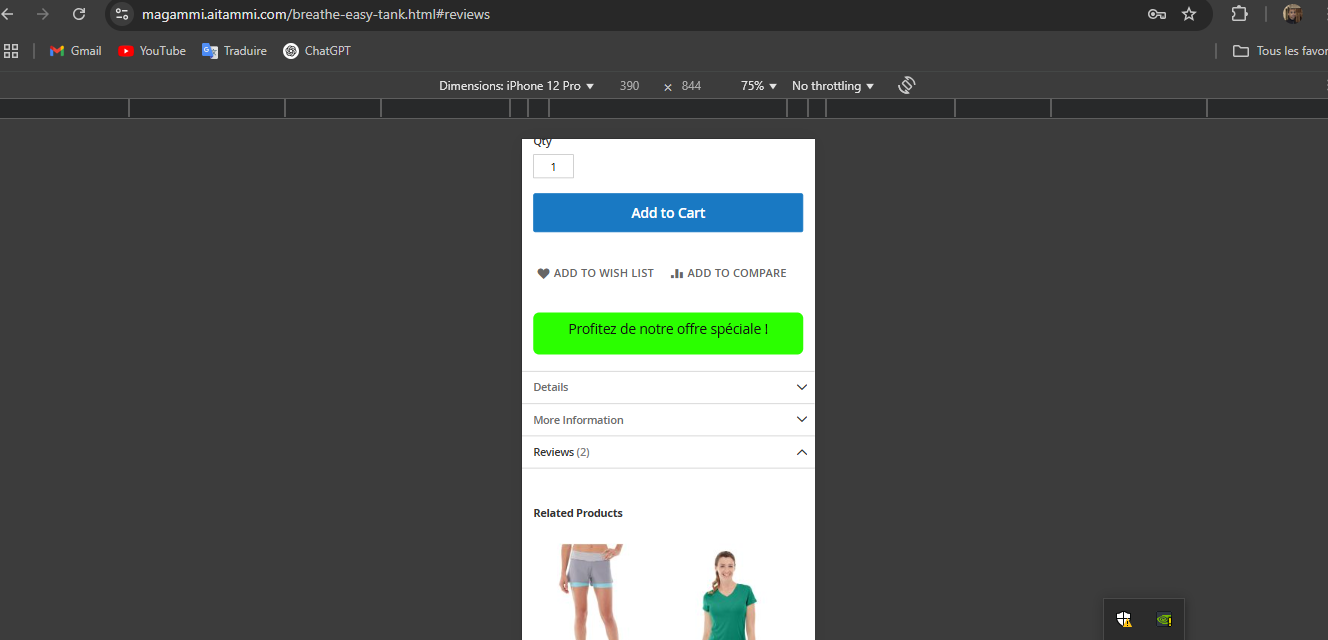 magammi.aitammi.com/breathe-easy-tank.html#reviews
Gmail YouTube Traduire ChatGPT Tous les favor
Dimensions: iPhone 12 Pro 390 × 844 75% No throttling
Qty
1
Add to Cart
ADD TO WISH LIST ADD TO COMPARE
Profitez de notre offre spéciale !
Details
More Information
Reviews (2)
Related Products